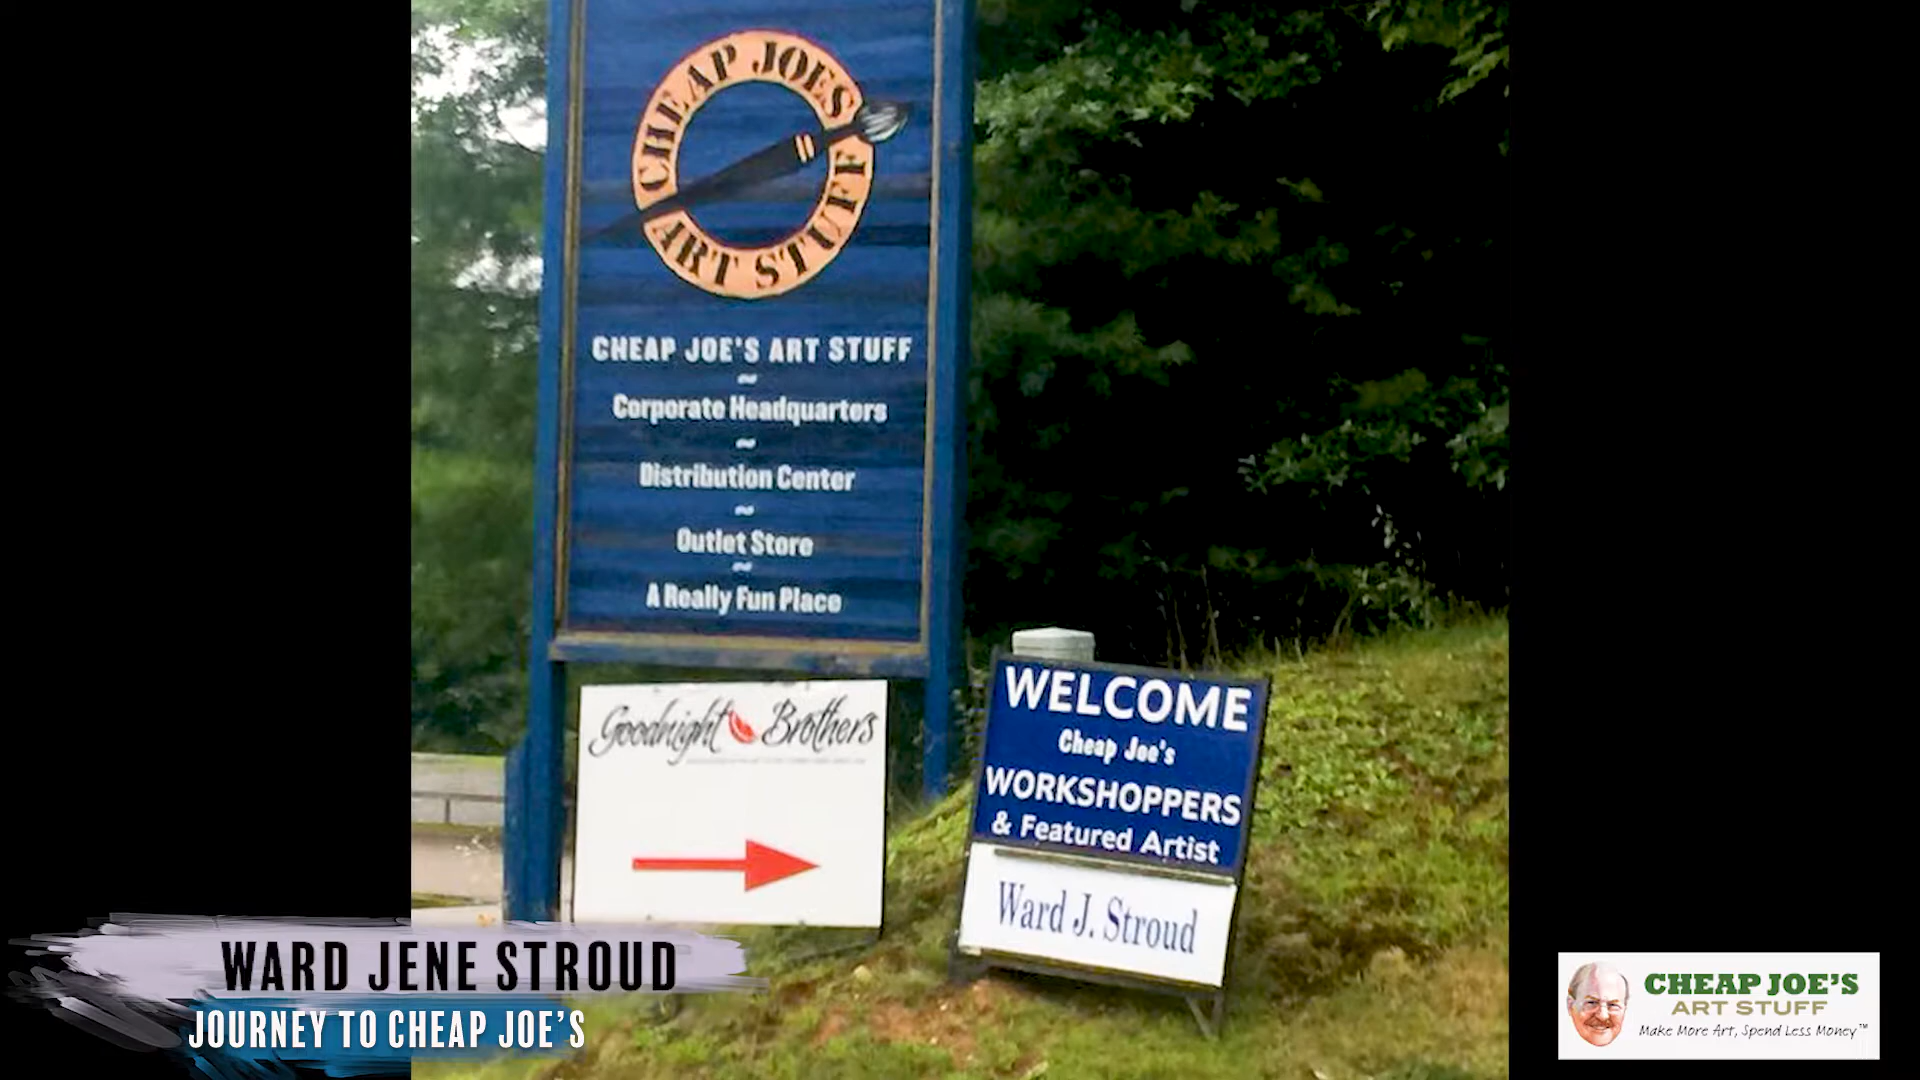 CHEAP JOES
ART STUFF
CHEAP JOE'S ART STUFF
Corporate Headquarters
Distribution Center
Outlet Store
A Really Fun Place
Goodnight Brothers
WELCOME
Cheap Joe's
WORKSHOPPERS
& Featured Artist
Ward J. Stroud
WARD JENE STROUD
JOURNEY TO CHEAP JOE'S
CHEAP JOE'S
ART STUFF
Make More Art, Spend Less Money™